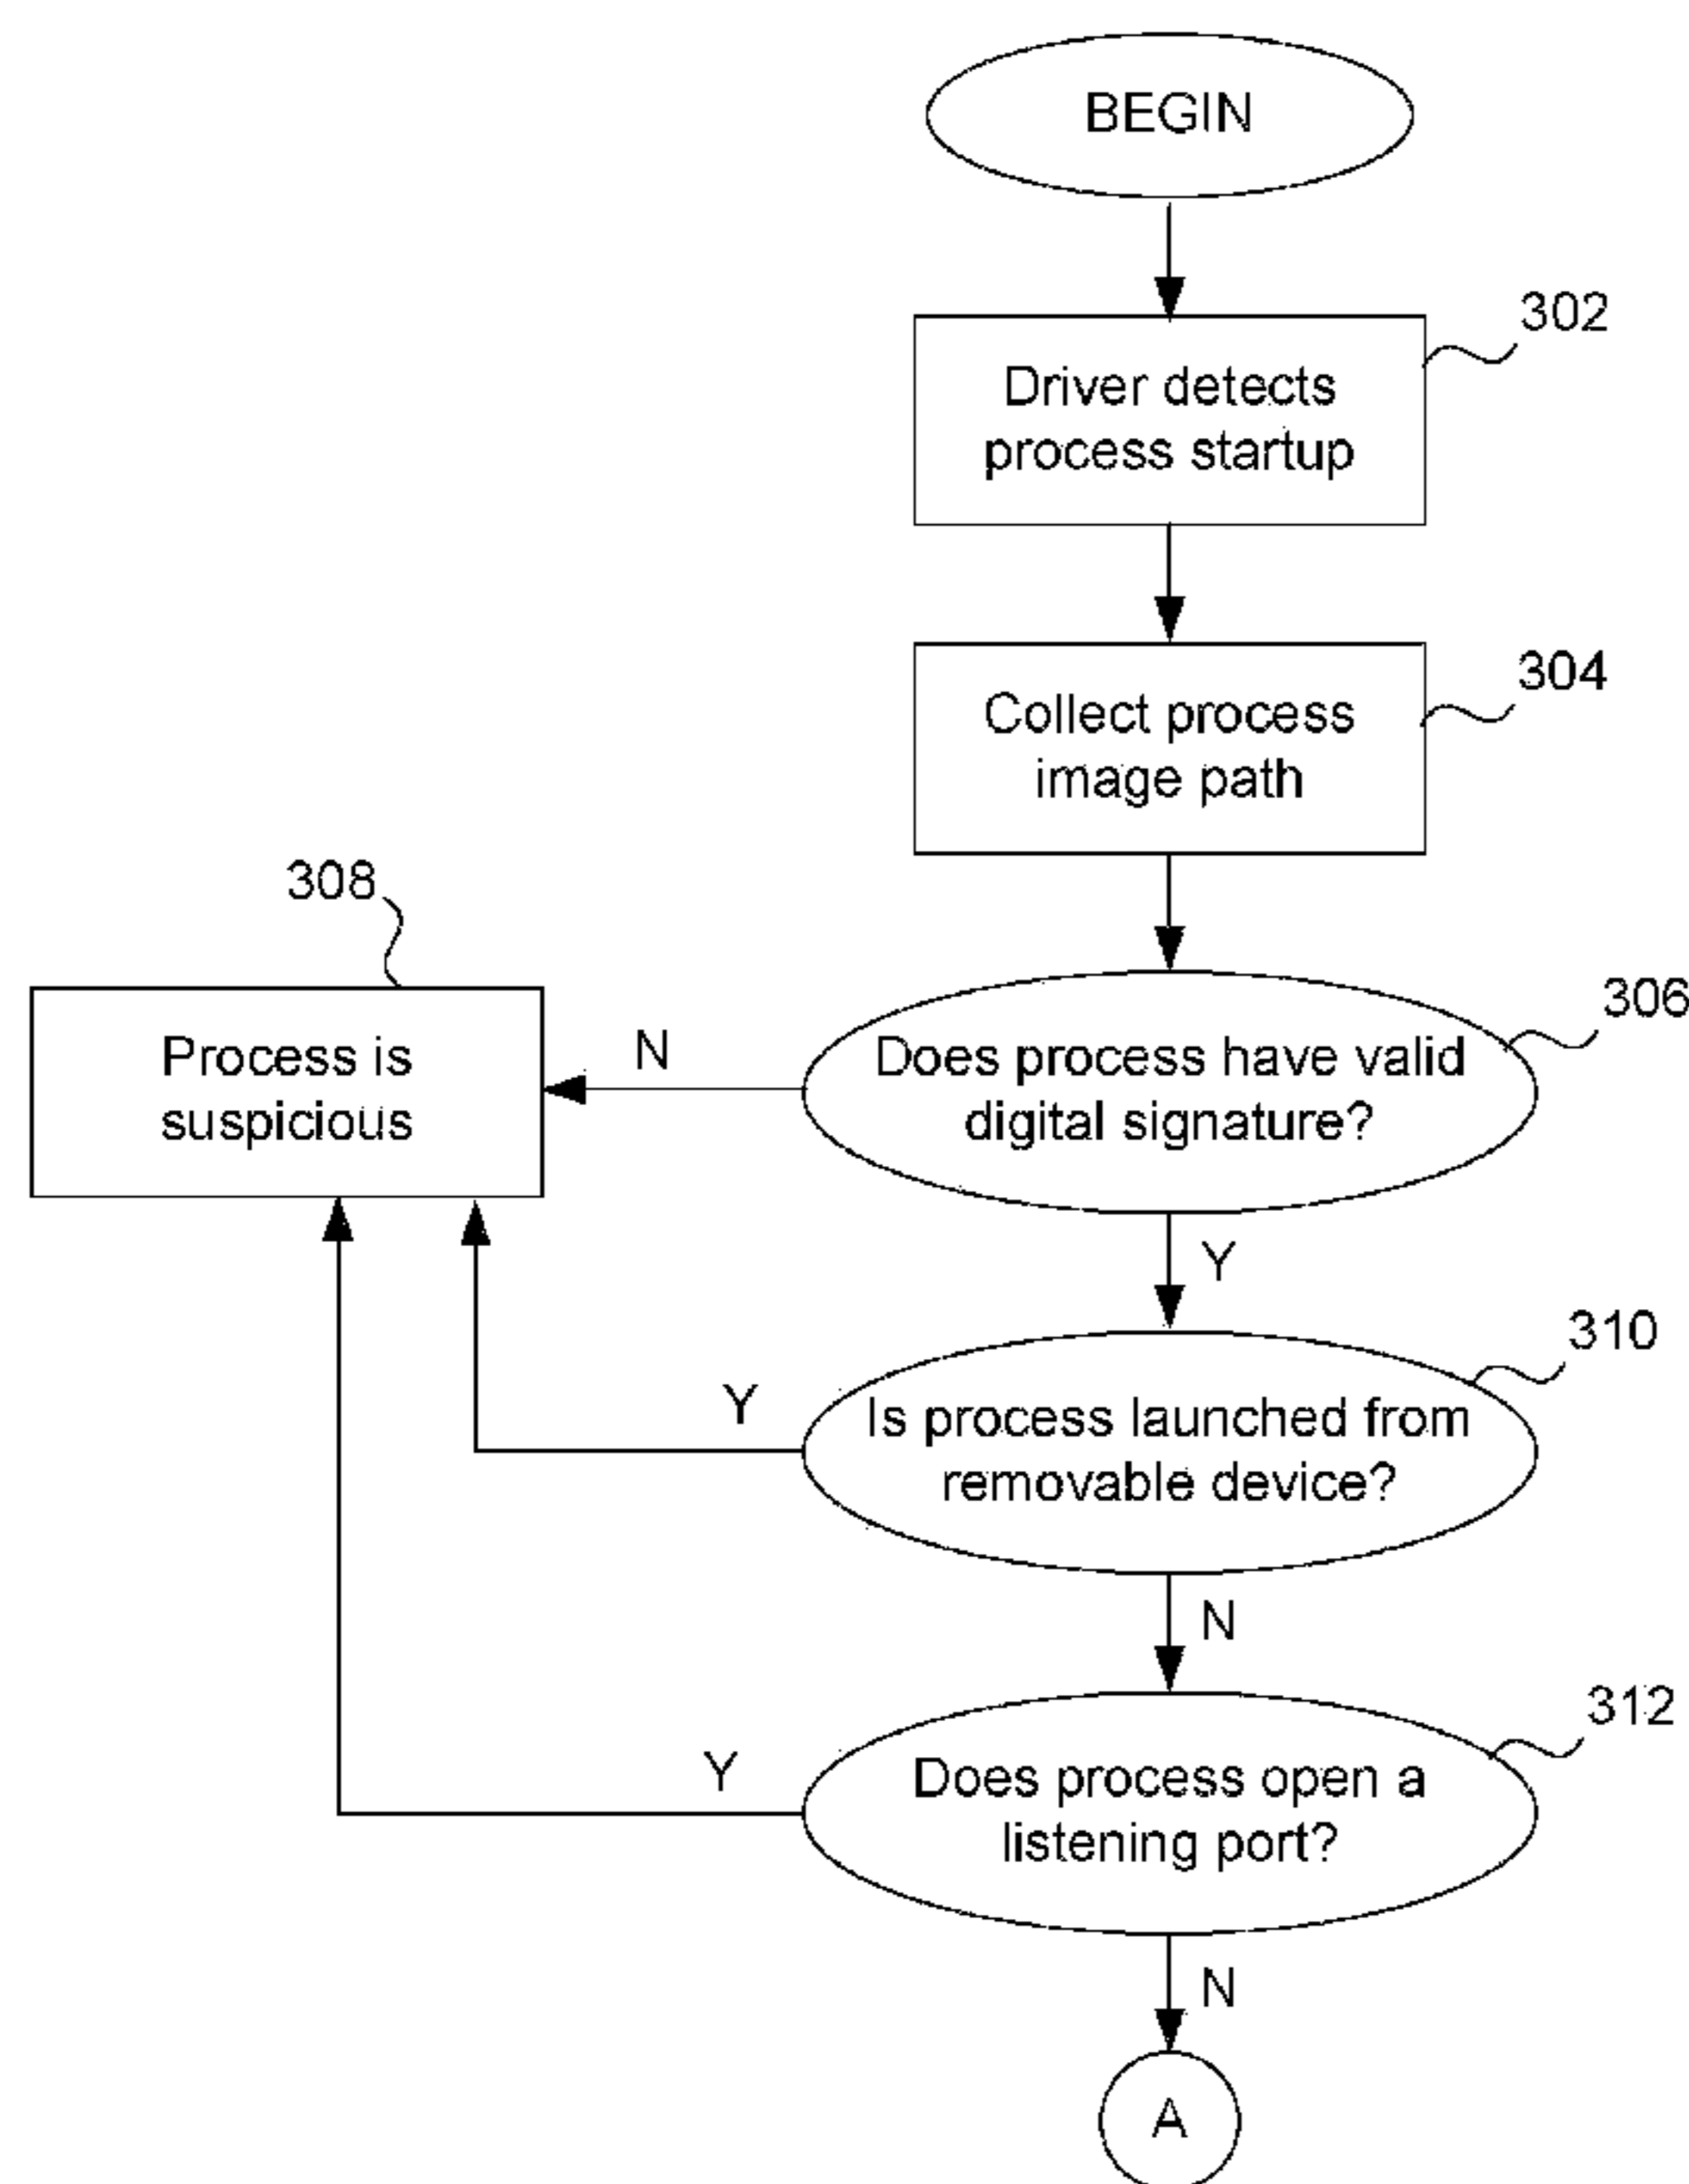 BEGIN
302
Driver detects
process startup
304
Collect process
image path
308
Process is
suspicious
N
306
Does process have valid
digital signature?
Y
310
Y
Is process launched from
removable device?
N
312
Y
Does process open a
listening port?
N
A